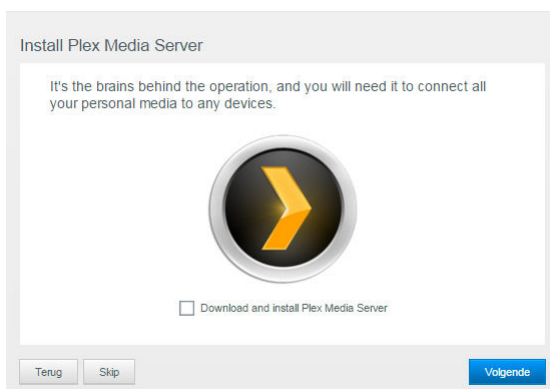 Install Plex Media Server
It's the brains behind the operation, and you will need it to connect all
your personal media to any devices.
Download and install Plex Media Server
Terug Skip Volgende